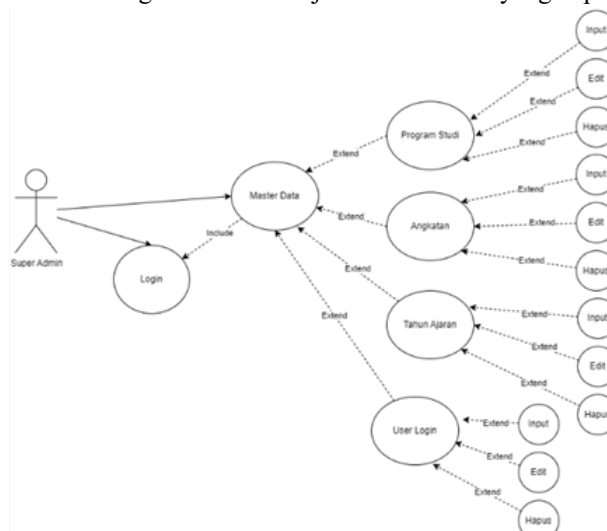 Input
Extend
Edit
Extend
Program Studi
Extend
Hapus
Extend
Input
Extend
Master Data
Extend
Angkatan
Extend
Edit
Include
Extend
Hapus
Super Admin
Login
Extend
Extend
Input
Extend
Tahun Ajaran
Extend
Edit
Extend
Hapus
User Login
Extend
Input
Extend
Edit
Extend
Hapus